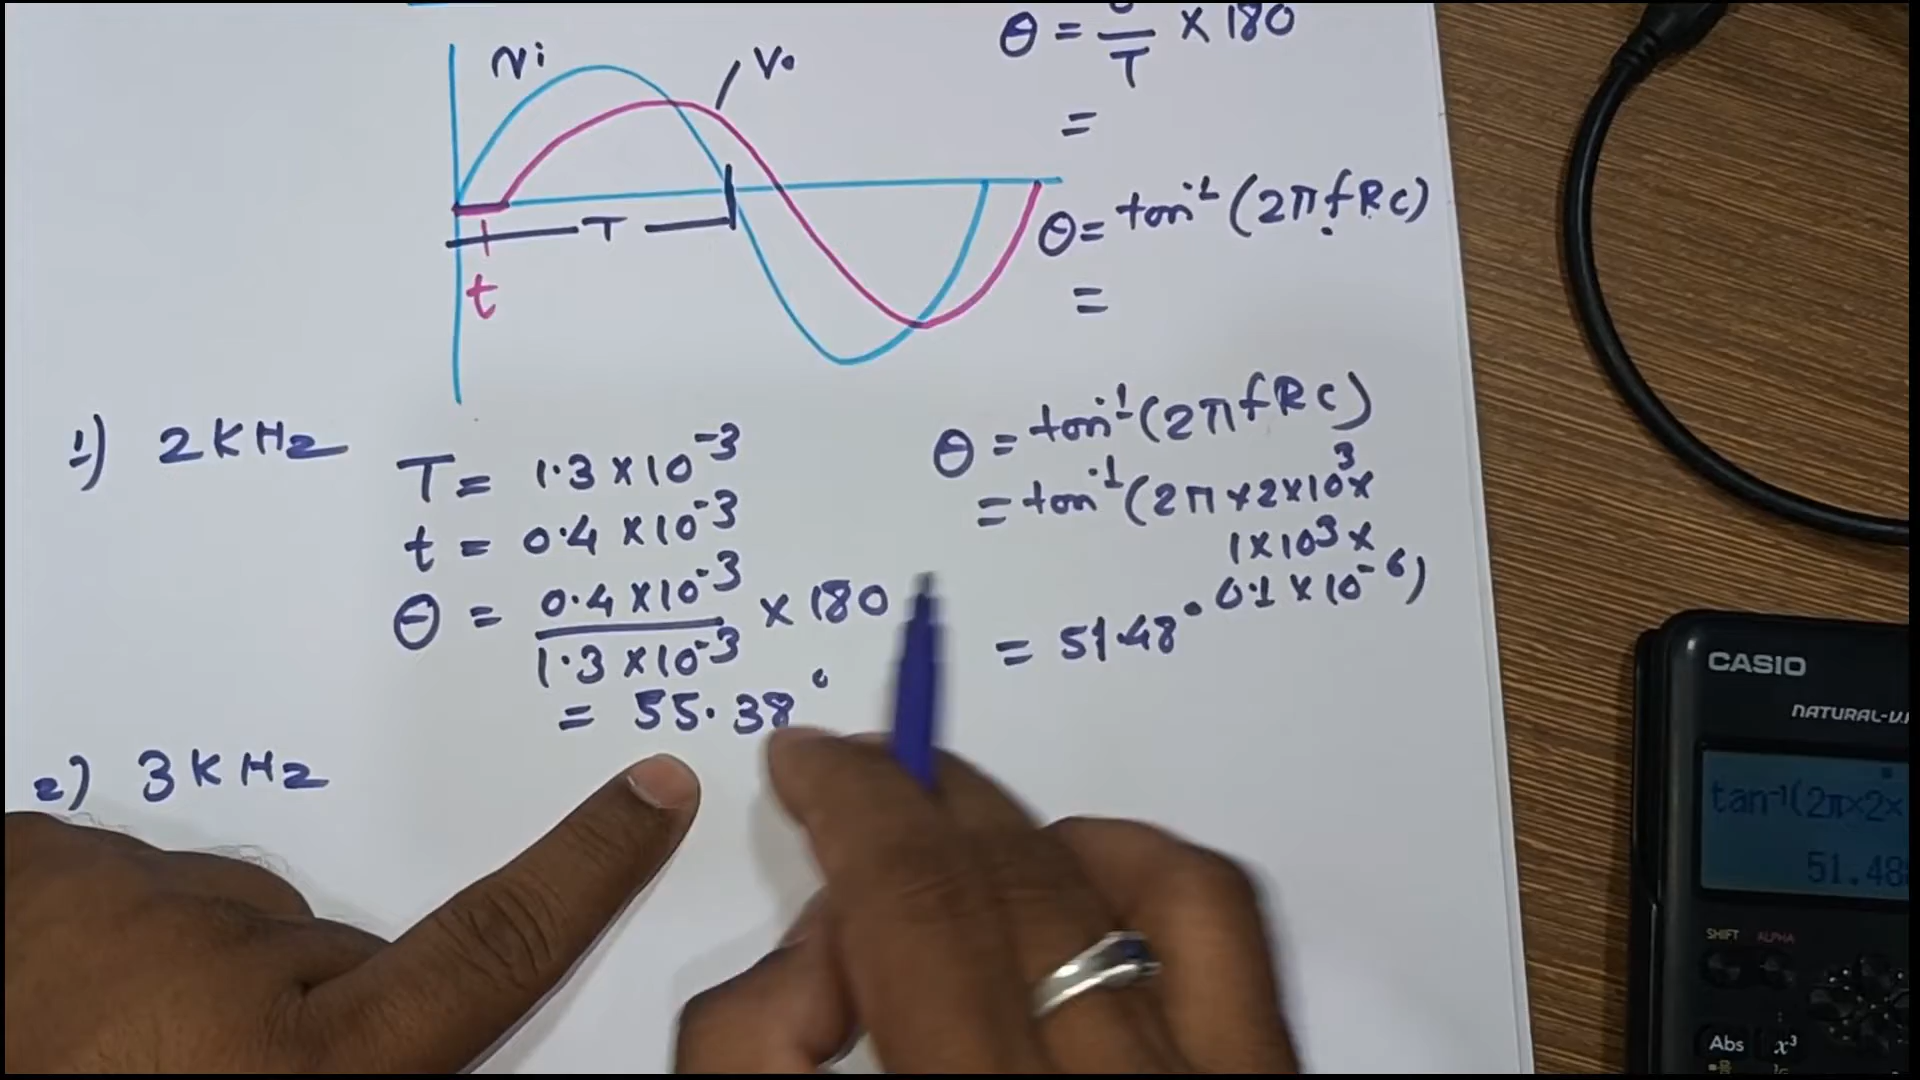 Vi
Vo
θ = t/T × 180
=
T
t
θ = tan⁻¹ (2πfRC)
=
1) 2KHz
T = 1.3 × 10⁻³
t = 0.4 × 10⁻³
θ = 0.4 × 10⁻³ / 1.3 × 10⁻³ × 180
= 55.38°
θ = tan⁻¹ (2πfRC)
= tan⁻¹ (2π × 2 × 10³ ×
1 × 10³ ×
0.1 × 10⁻⁶)
= 51.48°
2) 3KHz
CASIO
NATURAL-V.
tan⁻¹(2π×2×
51.48
SHIFT ALPHA
Abs x³